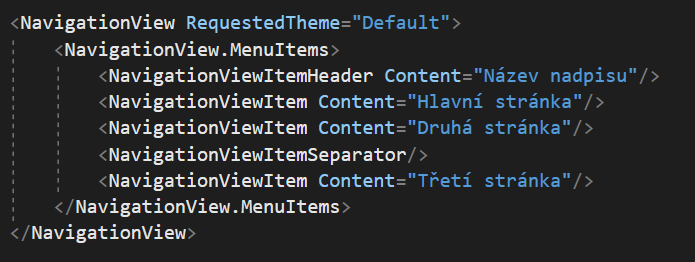 <NavigationView RequestedTheme="Default">
<NavigationView.MenuItems>
<NavigationViewItemHeader Content="Název nadpisu"/>
<NavigationViewItem Content="Hlavní stránka"/>
<NavigationViewItem Content="Druhá stránka"/>
<NavigationViewItemSeparator/>
<NavigationViewItem Content="Třetí stránka"/>
</NavigationView.MenuItems>
</NavigationView>